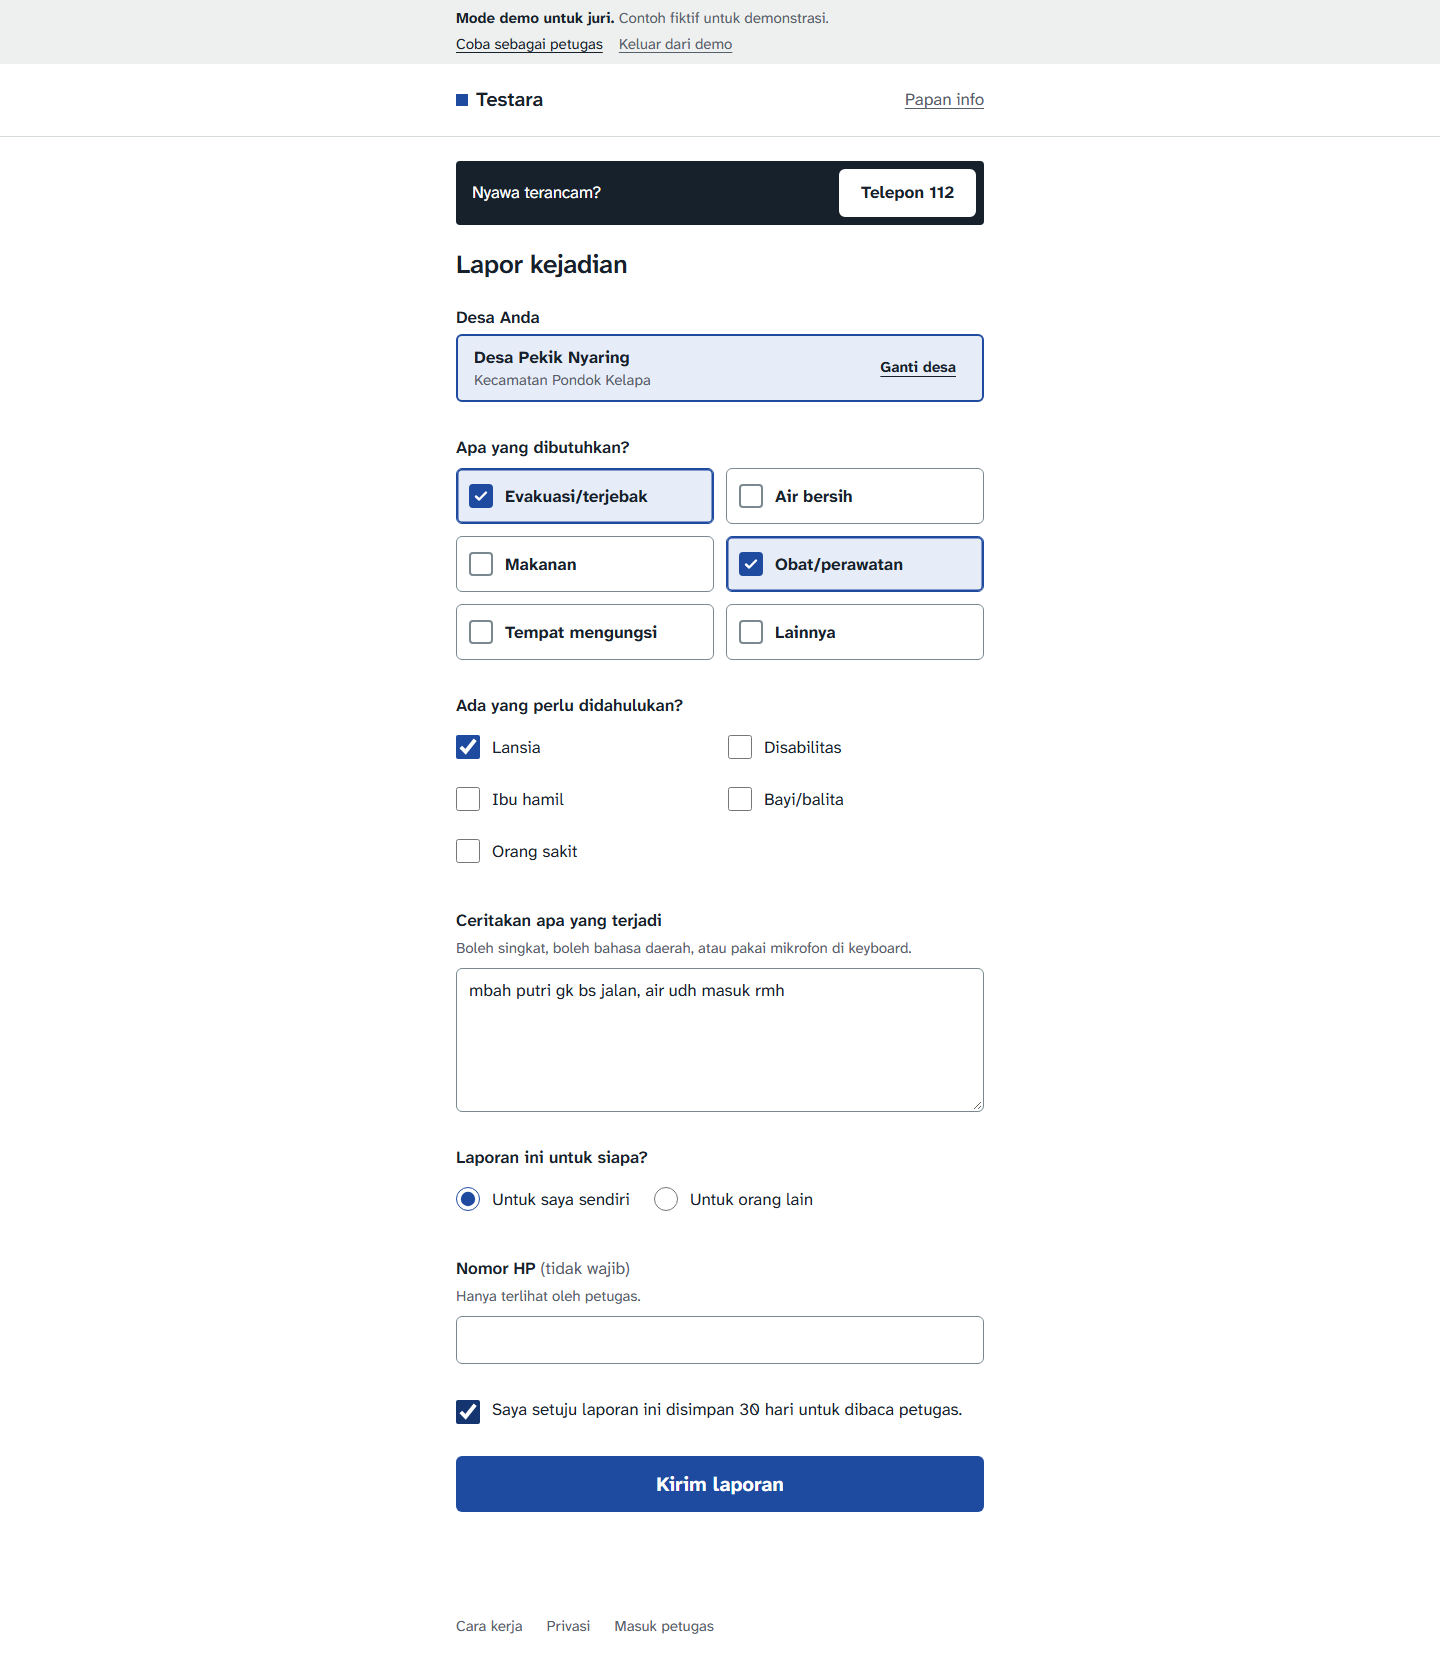 Mode demo untuk juri. Contoh fiktif untuk demonstrasi.
Coba sebagai petugas Keluar dari demo
Testara
Papan info
Nyawa terancam?
Telepon 112
Lapor kejadian
Desa Anda
Desa Pekik Nyaring
Kecamatan Pondok Kelapa
Ganti desa
Apa yang dibutuhkan?
Evakuasi/terjebak
Air bersih
Makanan
Obat/perawatan
Tempat mengungsi
Lainnya
Ada yang perlu didahulukan?
Lansia
Disabilitas
Ibu hamil
Bayi/balita
Orang sakit
Ceritakan apa yang terjadi
Boleh singkat, boleh bahasa daerah, atau pakai mikrofon di keyboard.
mbah putri gk bs jalan, air udh masuk rmh
Laporan ini untuk siapa?
Untuk saya sendiri
Untuk orang lain
Nomor HP (tidak wajib)
Hanya terlihat oleh petugas.
Saya setuju laporan ini disimpan 30 hari untuk dibaca petugas.
Kirim laporan
Cara kerja
Privasi
Masuk petugas